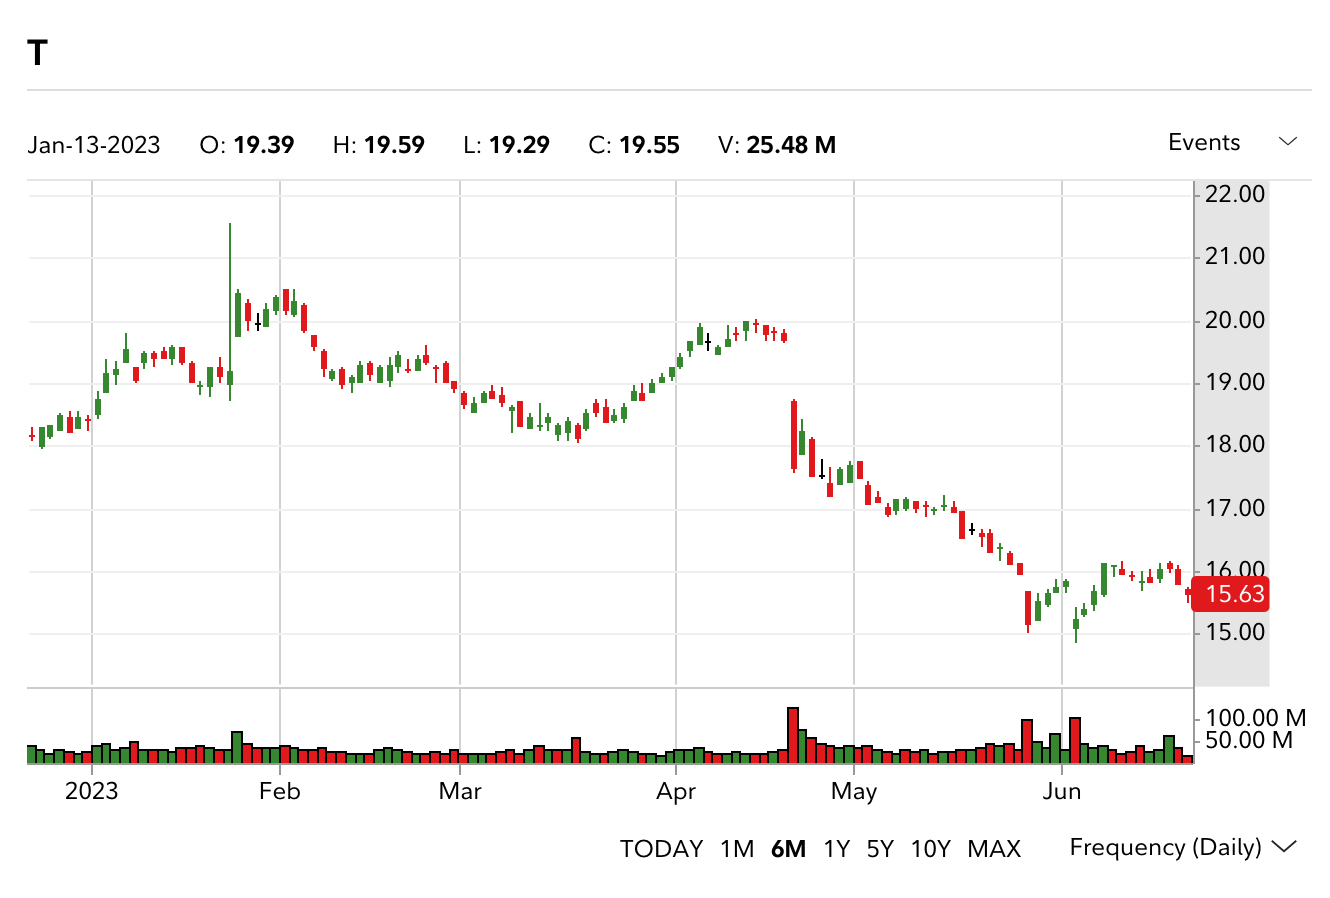 T
Jan-13-2023 O: 19.39 H: 19.59 L: 19.29 C: 19.55 V: 25.48 M Events
22.00
21.00
20.00
19.00
18.00
17.00
16.00
15.63
15.00
100.00 M
50.00 M
2023 Feb Mar Apr May Jun
TODAY 1M 6M 1Y 5Y 10Y MAX Frequency (Daily)